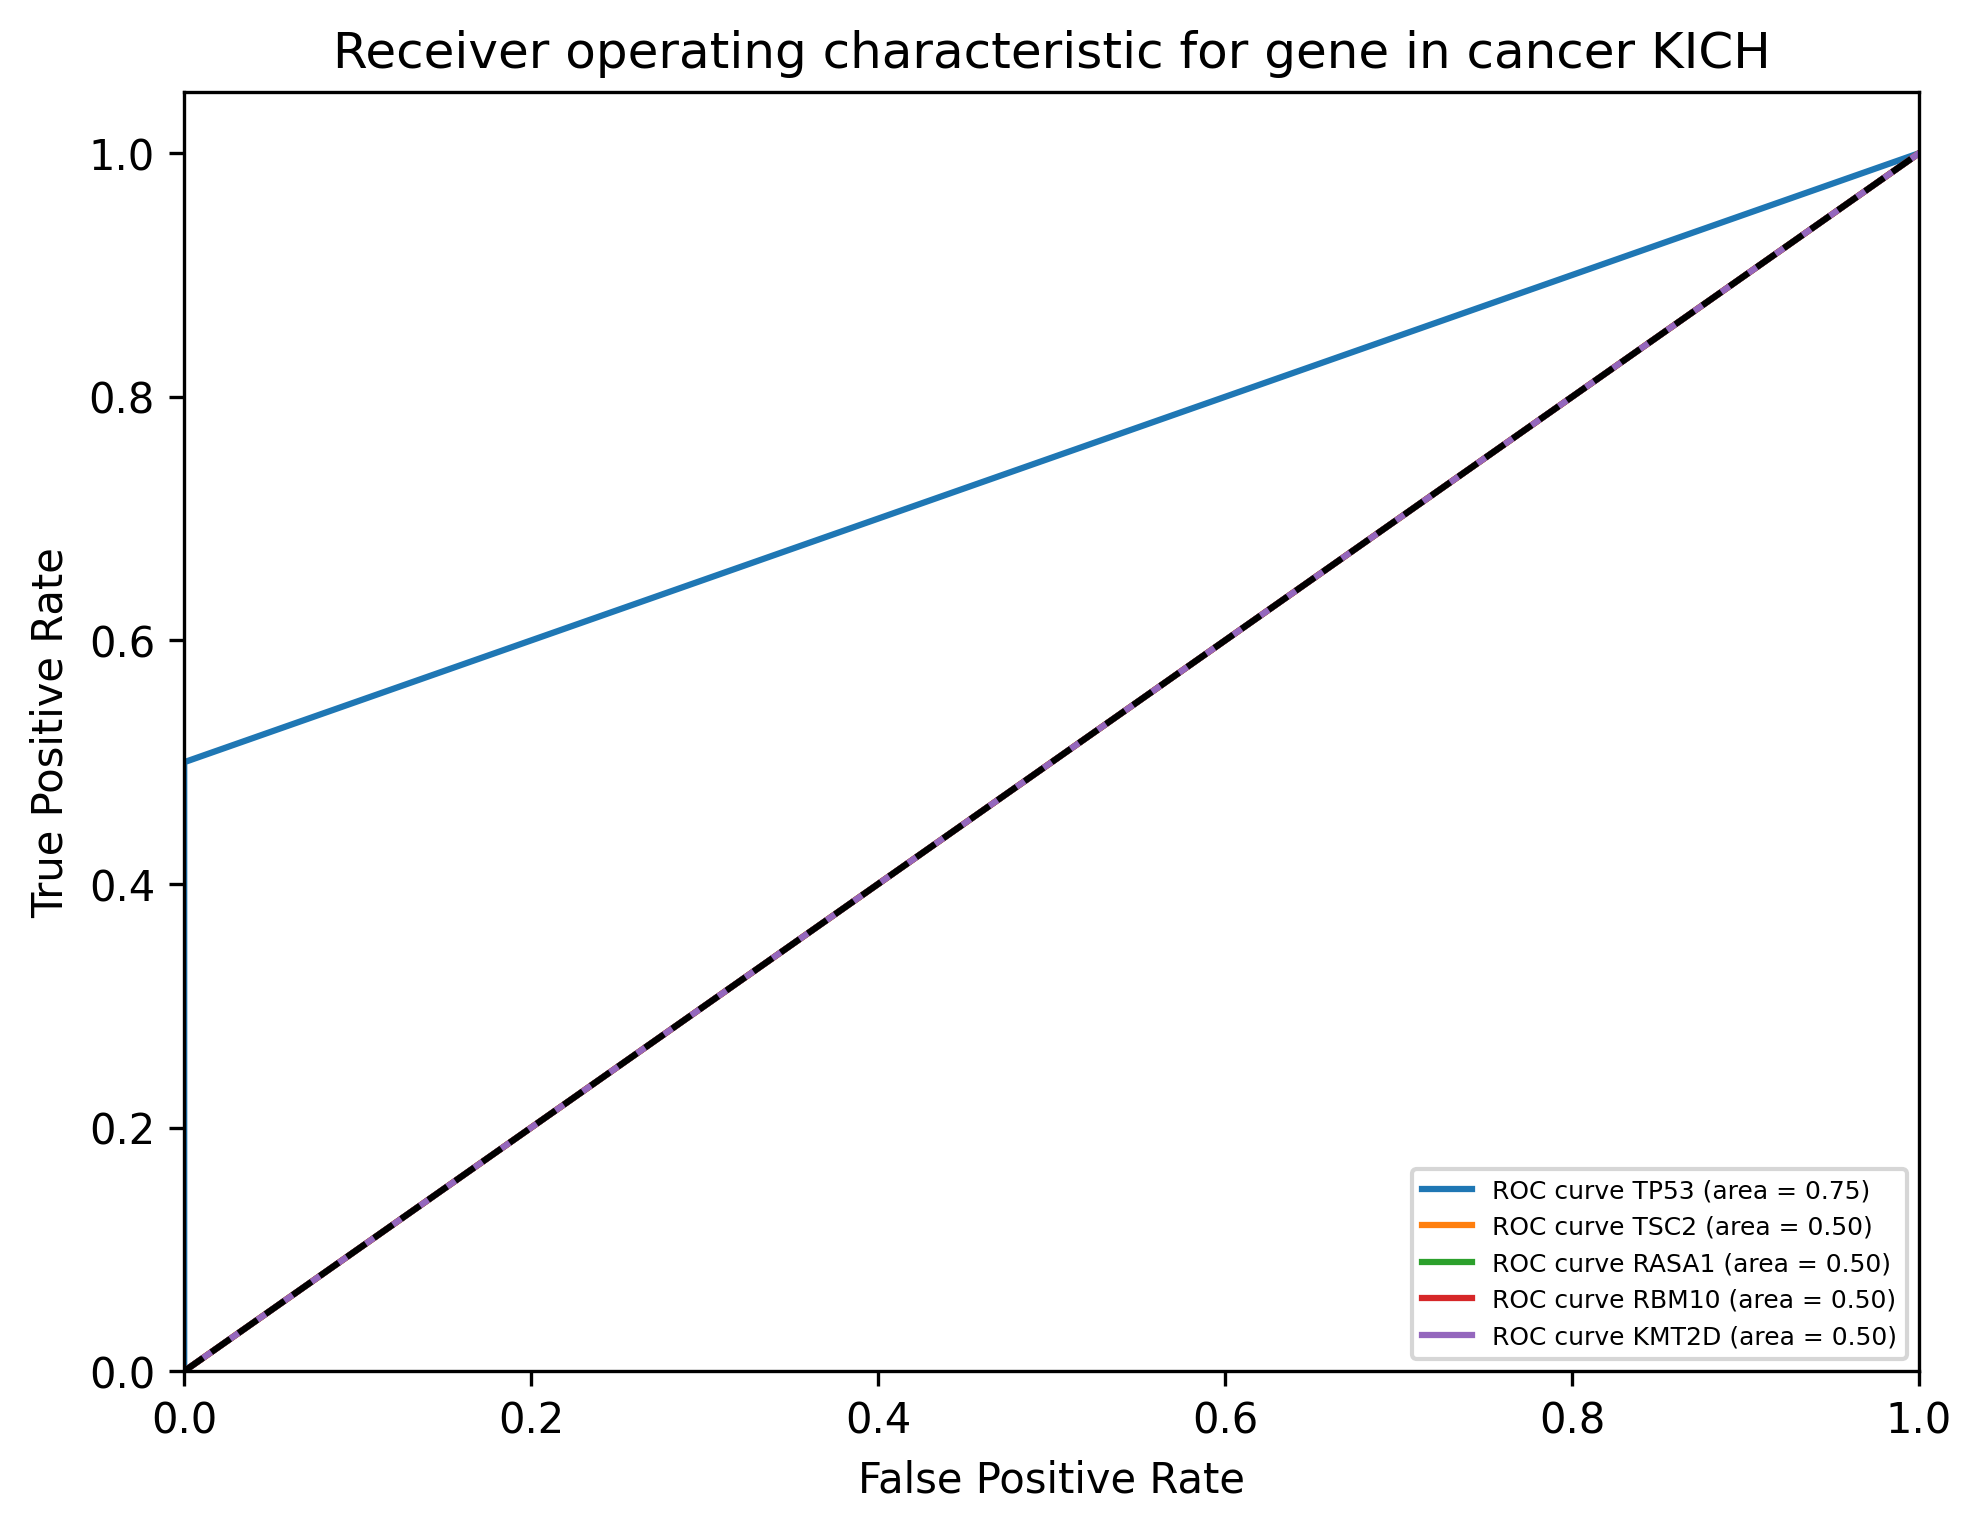 Receiver operating characteristic for gene in cancer KICH
1.0
0.8
0.6
0.4
0.2
0.0
True Positive Rate
ROC curve TP53 (area = 0.75)
ROC curve TSC2 (area = 0.50)
ROC curve RASA1 (area = 0.50)
ROC curve RBM10 (area = 0.50)
ROC curve KMT2D (area = 0.50)
0.0 0.2 0.4 0.6 0.8 1.0
False Positive Rate